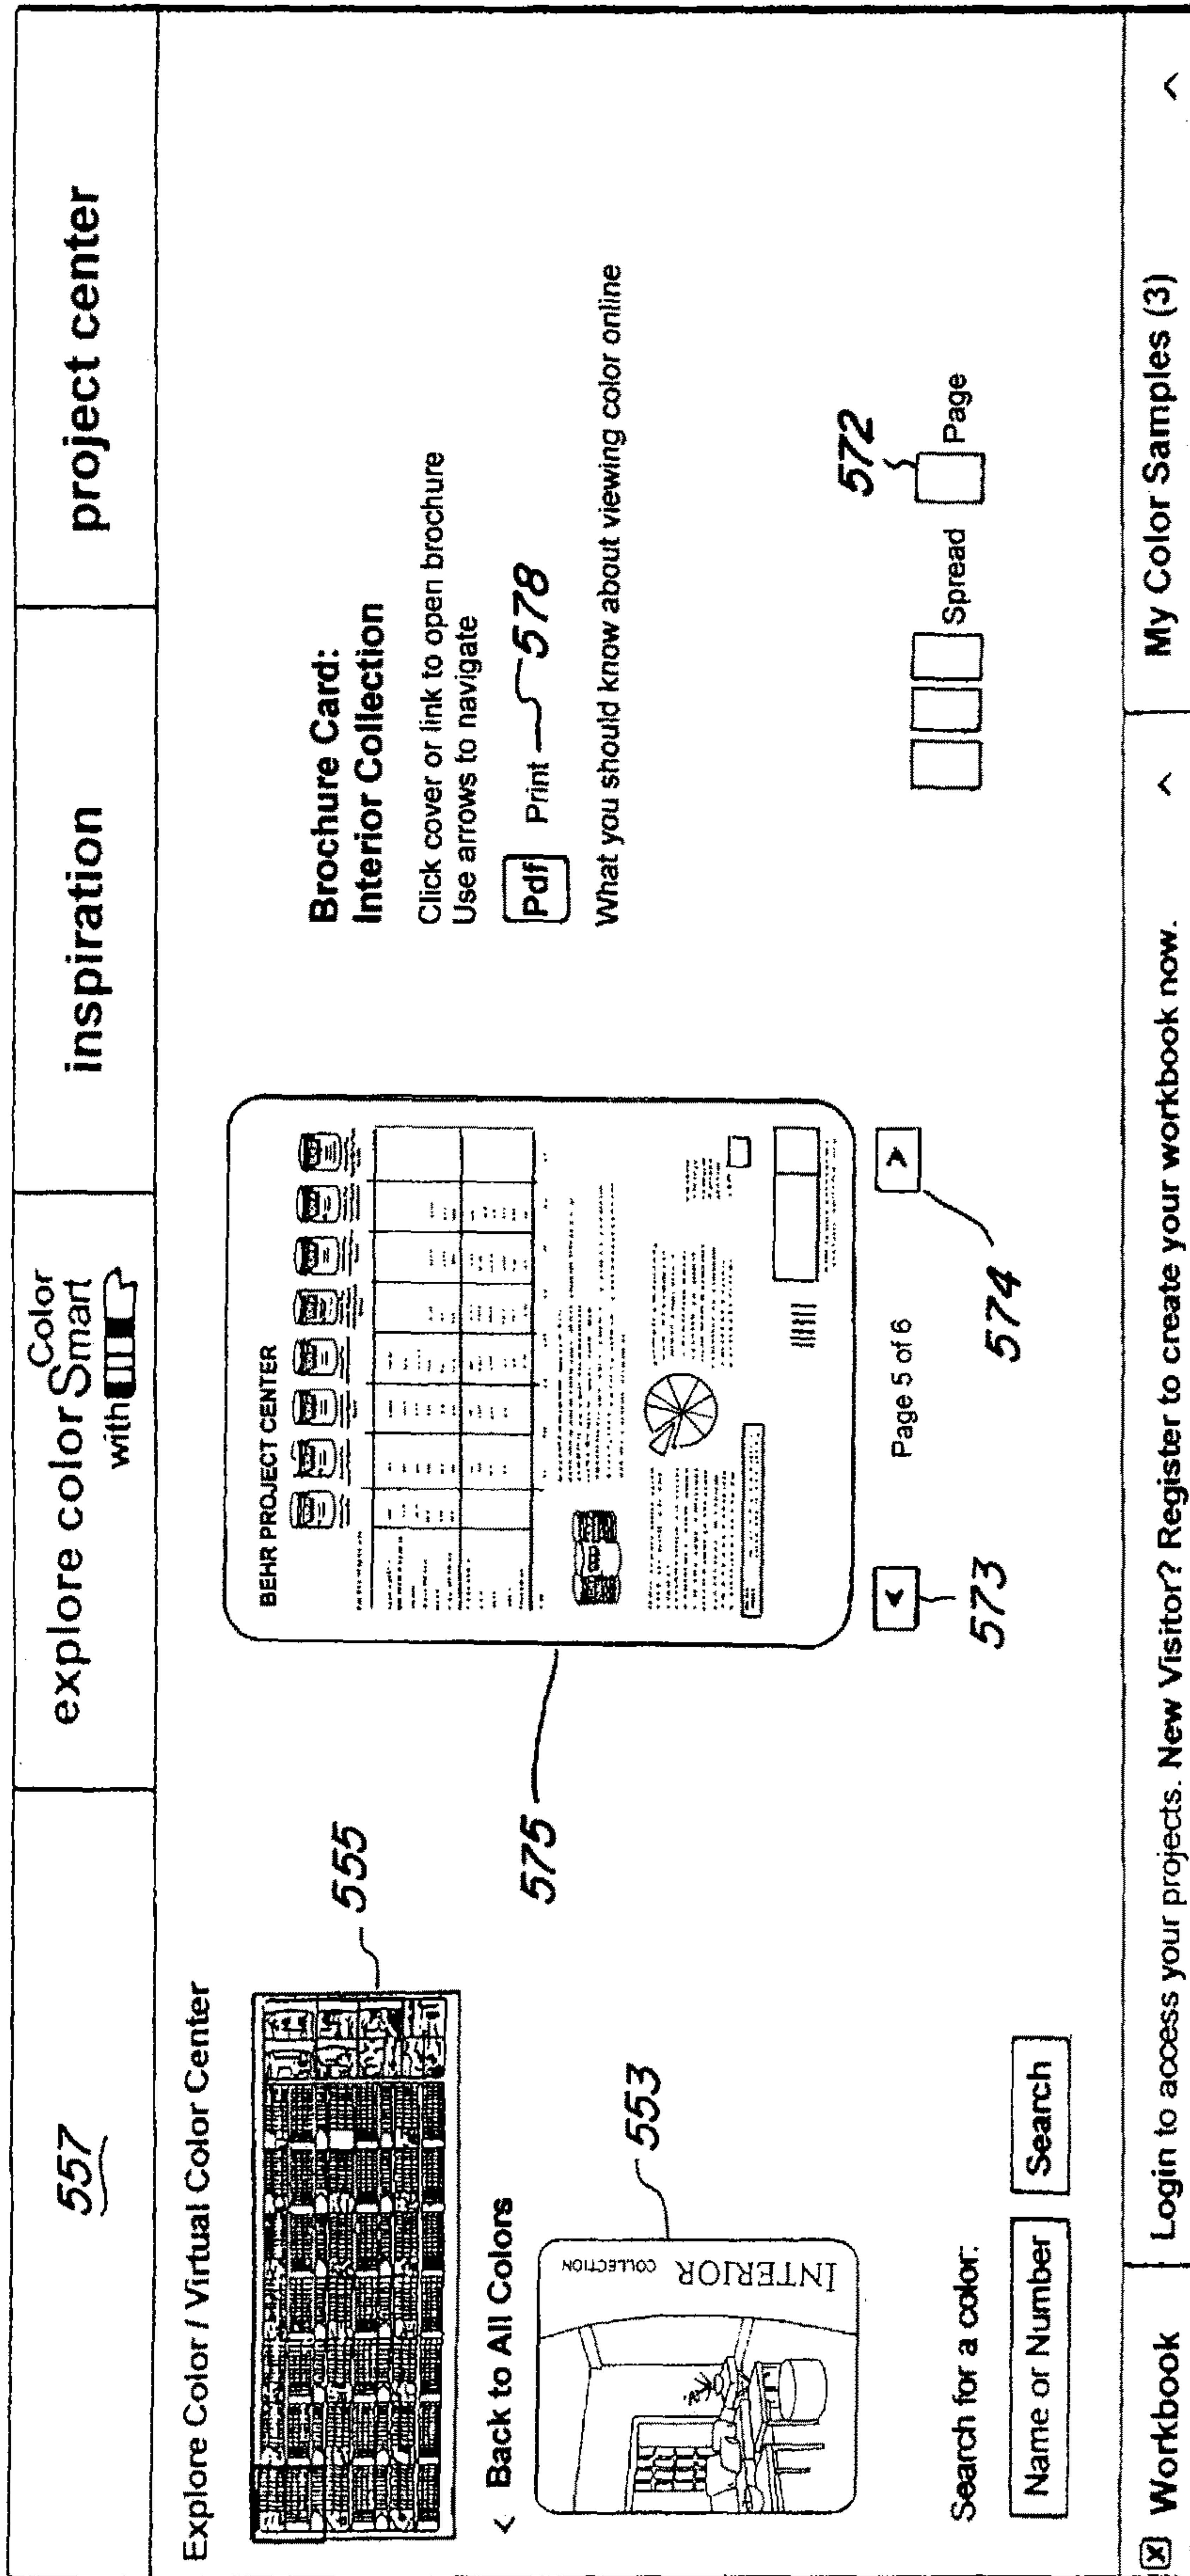 557
explore color
Color
Smart
with
inspiration
project center
Explore Color / Virtual Color Center
555
< Back to All Colors
INTERIOR
COLLECTION
553
Search for a color:
Name or Number
Search
BEHR PROJECT CENTER
575
<
Page 5 of 6
>
573
574
Brochure Card:
Interior Collection
Click cover or link to open brochure
Use arrows to navigate
Pdf Print 578
What you should know about viewing color online
572
Spread
Page
x Workbook
Login to access your projects. New Visitor? Register to create your workbook now. ^
My Color Samples (3) ^